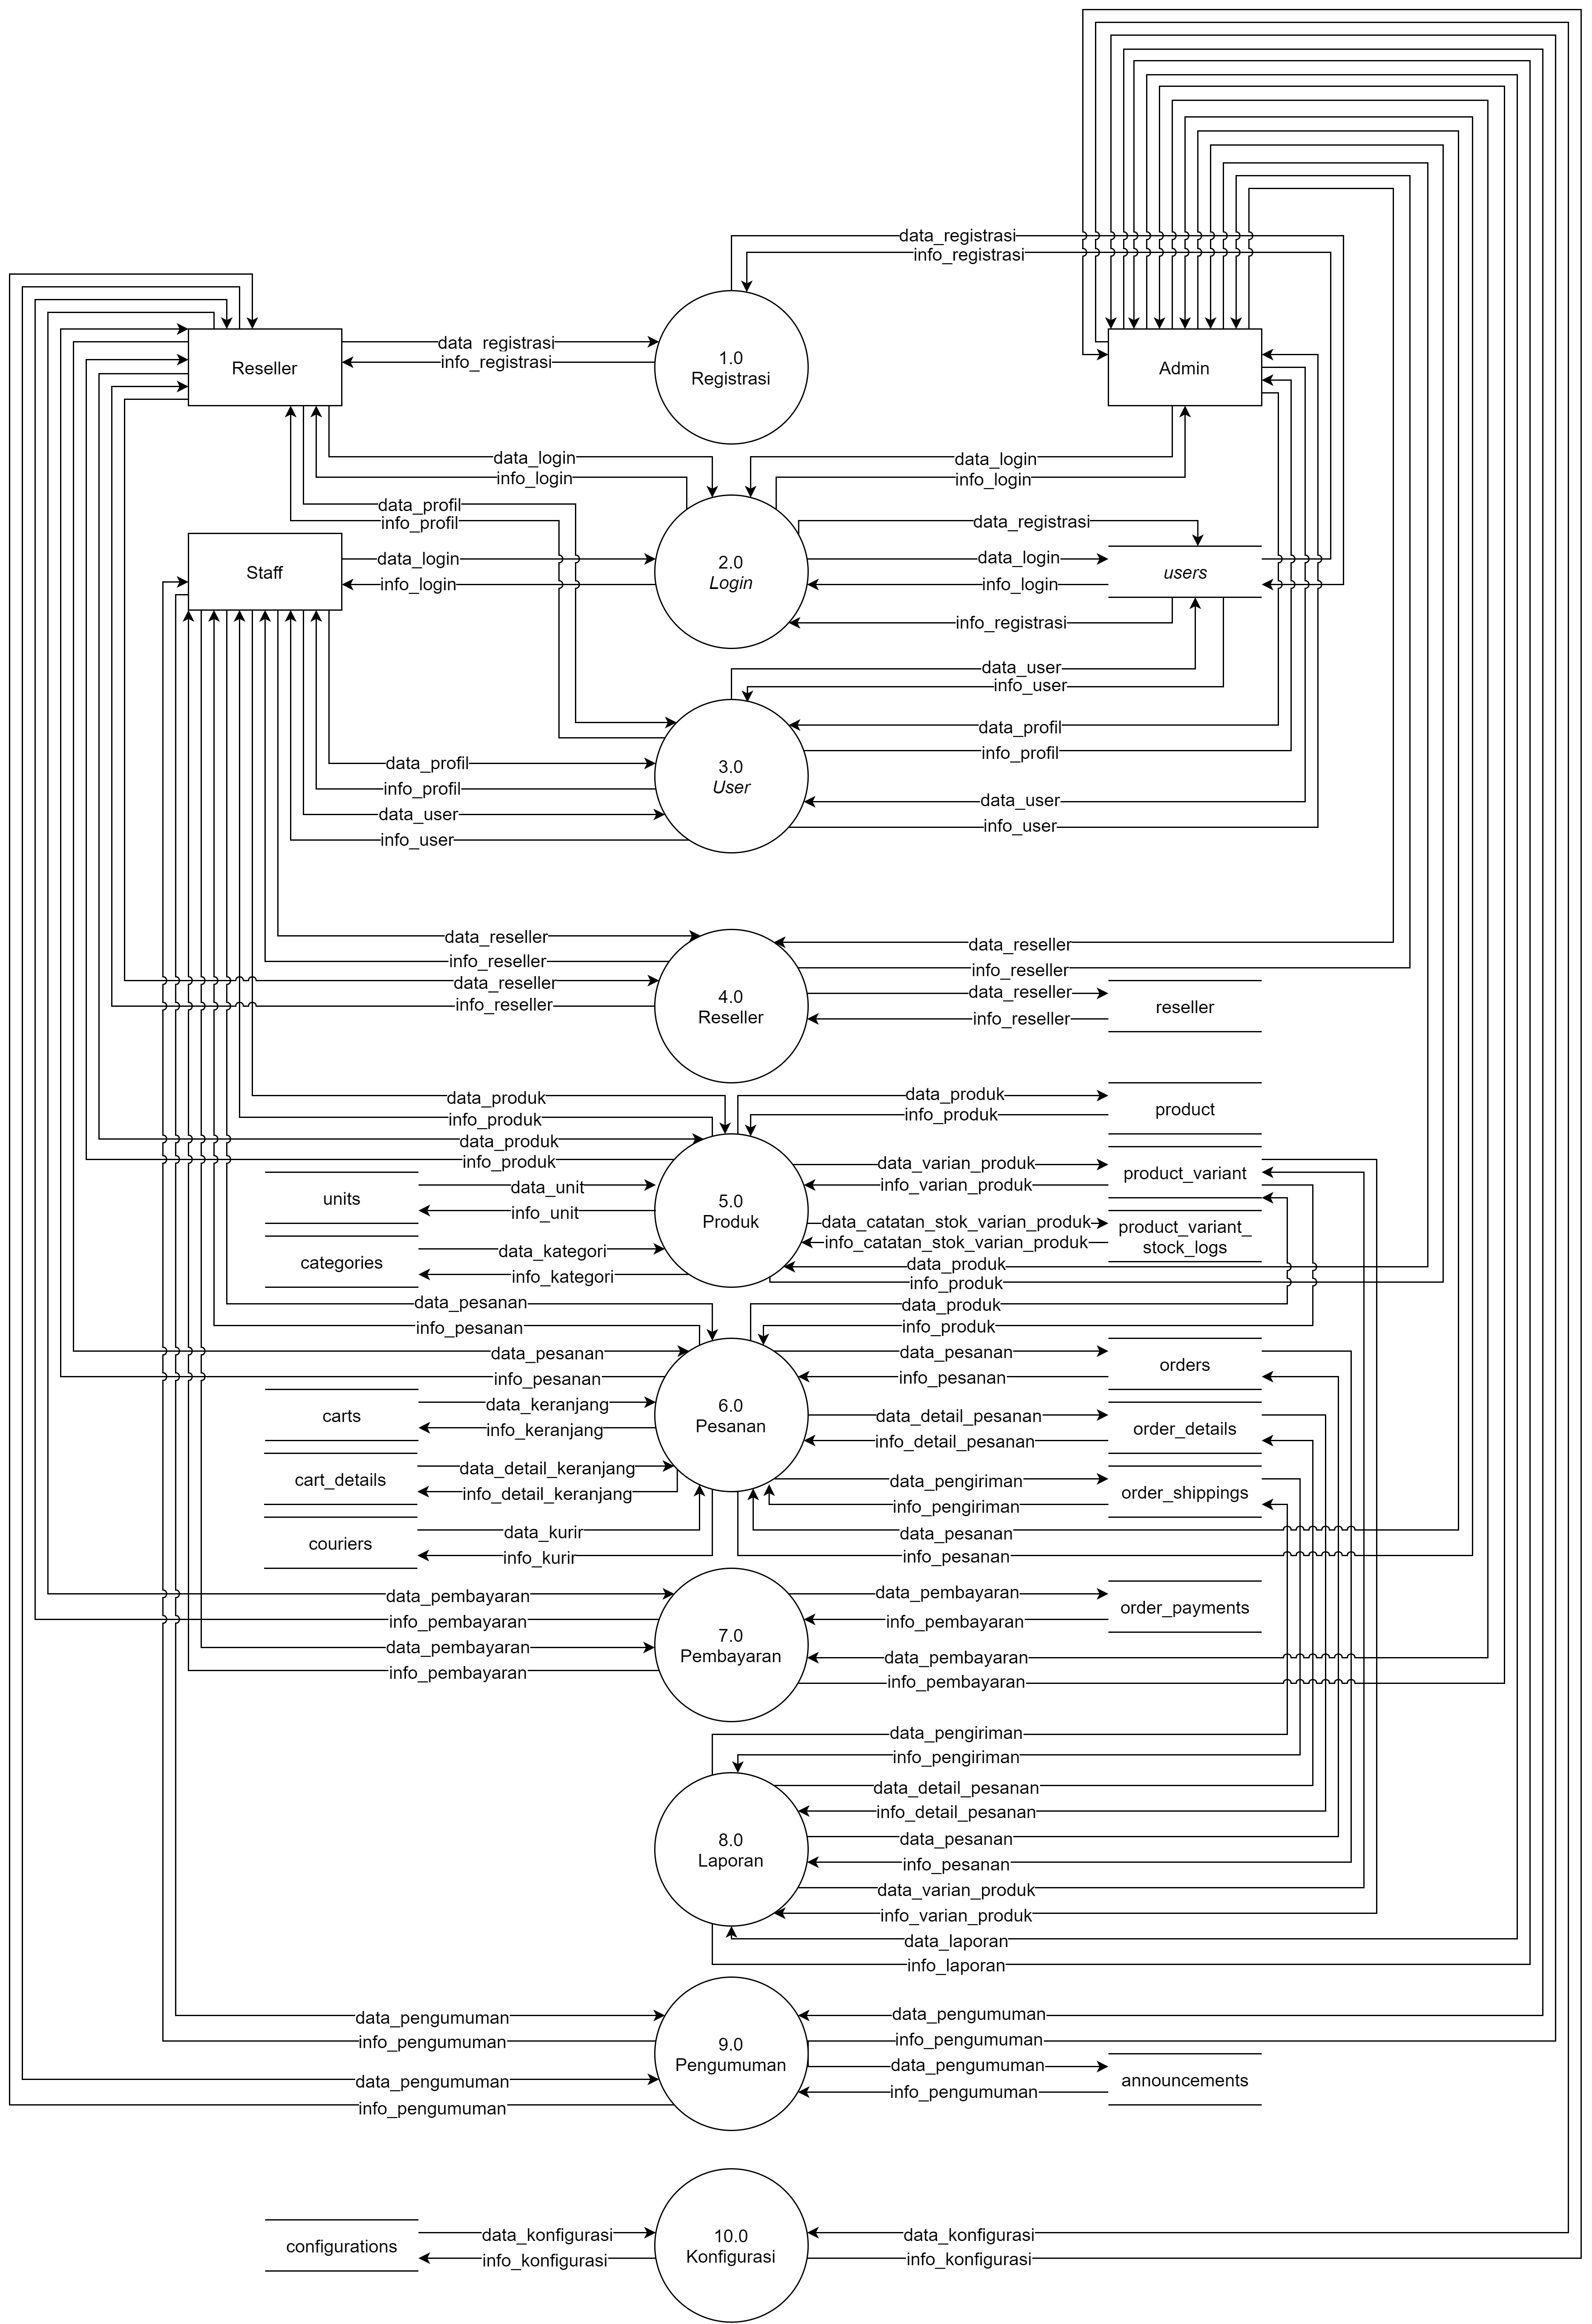 data_registrasi
info_registrasi
data_registrasi
info_registrasi
1.0
Registrasi
Reseller
Admin
data_login
info_login
data_login
info_login
data_profil
info_profil
data_registrasi
Staff
data_login
info_login
2.0
Login
data_login
info_login
users
info_registrasi
data_user
info_user
data_profil
info_profil
3.0
User
data_profil
info_profil
data_user
info_user
data_user
info_user
data_reseller
info_reseller
data_reseller
info_reseller
4.0
Reseller
data_reseller
info_reseller
data_reseller
info_reseller
reseller
data_produk
info_produk
data_produk
info_produk
data_produk
info_produk
product
units
data_unit
info_unit
5.0
Produk
data_varian_produk
info_varian_produk
product_variant
categories
data_kategori
info_kategori
data_catatan_stok_varian_produk
info_catatan_stok_varian_produk
product_variant_
stock_logs
data_produk
info_produk
data_pesanan
info_pesanan
data_produk
info_produk
data_pesanan
info_pesanan
data_pesanan
info_pesanan
orders
carts
data_keranjang
info_keranjang
6.0
Pesanan
data_detail_pesanan
info_detail_pesanan
order_details
cart_details
data_detail_keranjang
info_detail_keranjang
data_pengiriman
info_pengiriman
order_shippings
couriers
data_kurir
info_kurir
data_pesanan
info_pesanan
data_pembayaran
info_pembayaran
data_pembayaran
info_pembayaran
7.0
Pembayaran
data_pembayaran
info_pembayaran
order_payments
data_pembayaran
info_pembayaran
data_pengiriman
info_pengiriman
data_detail_pesanan
info_detail_pesanan
8.0
Laporan
data_pesanan
info_pesanan
data_varian_produk
info_varian_produk
data_laporan
info_laporan
data_pengumuman
info_pengumuman
data_pengumuman
info_pengumuman
9.0
Pengumuman
data_pengumuman
info_pengumuman
data_pengumuman
info_pengumuman
announcements
configurations
data_konfigurasi
info_konfigurasi
10.0
Konfigurasi
data_konfigurasi
info_konfigurasi